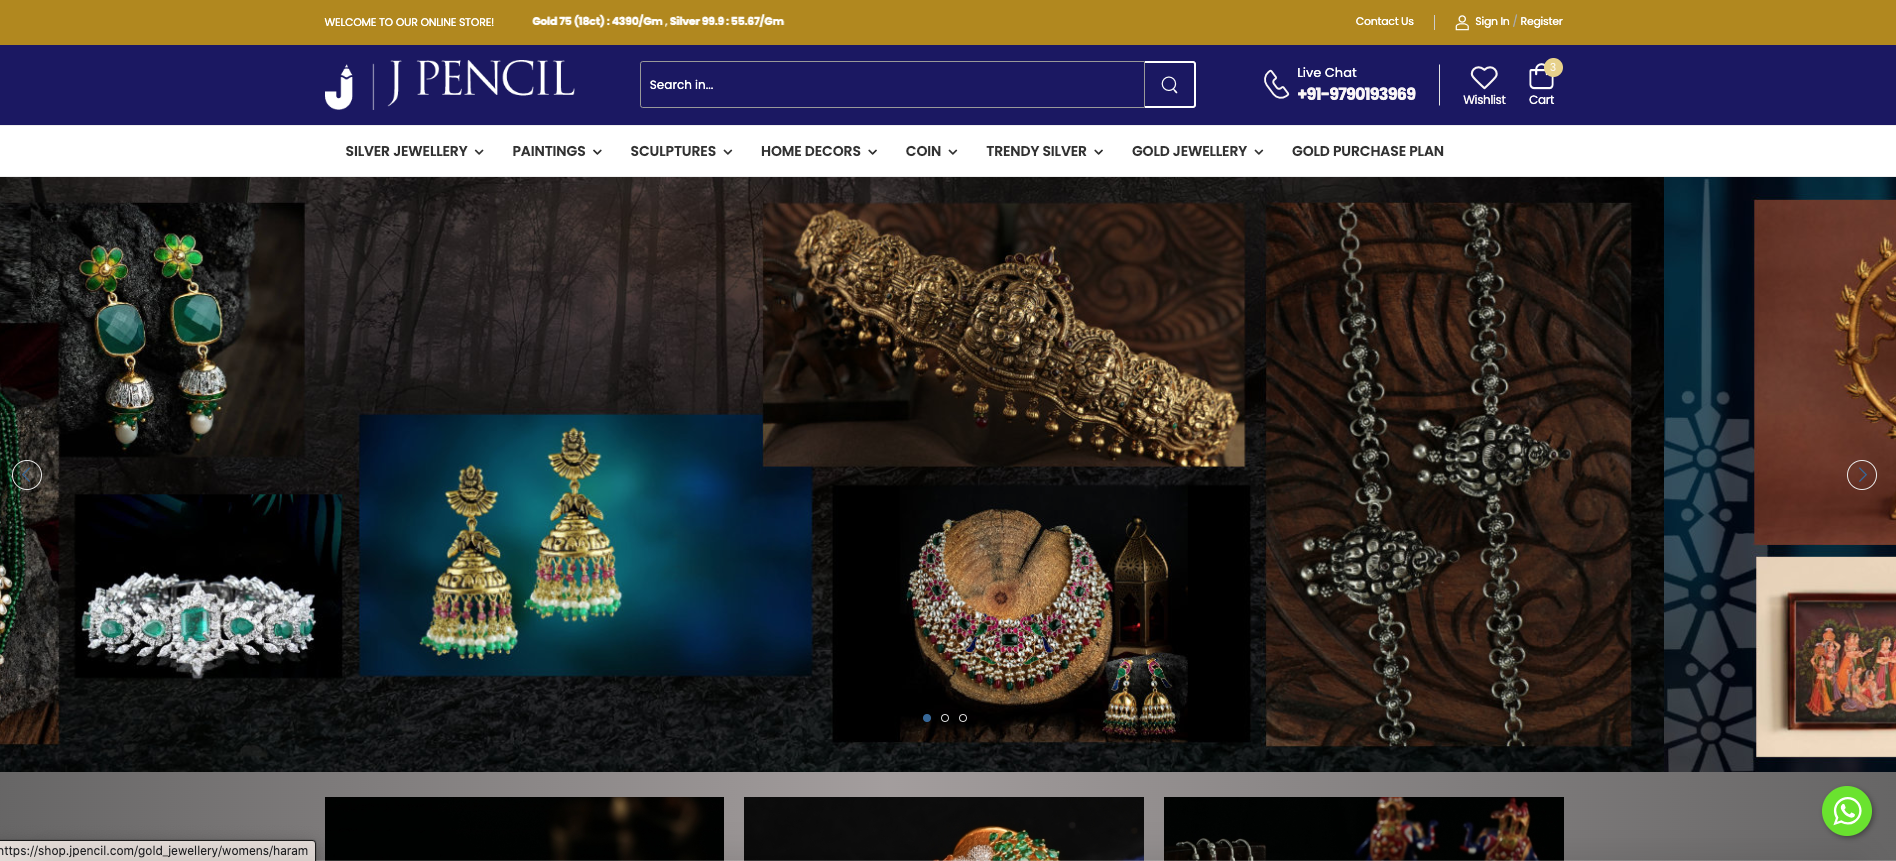 WELCOME TO OUR ONLINE STORE!
Gold 75 (18ct) : 4390/Gm , Silver 99.9 : 55.67/Gm
Contact Us
Sign In / Register
J PENCIL
Search in...
Live Chat
+91-9790193969
Wishlist
3
Cart
SILVER JEWELLERY
PAINTINGS
SCULPTURES
HOME DECORS
COIN
TRENDY SILVER
GOLD JEWELLERY
GOLD PURCHASE PLAN
https://shop.jpencil.com/gold_jewellery/womens/haram